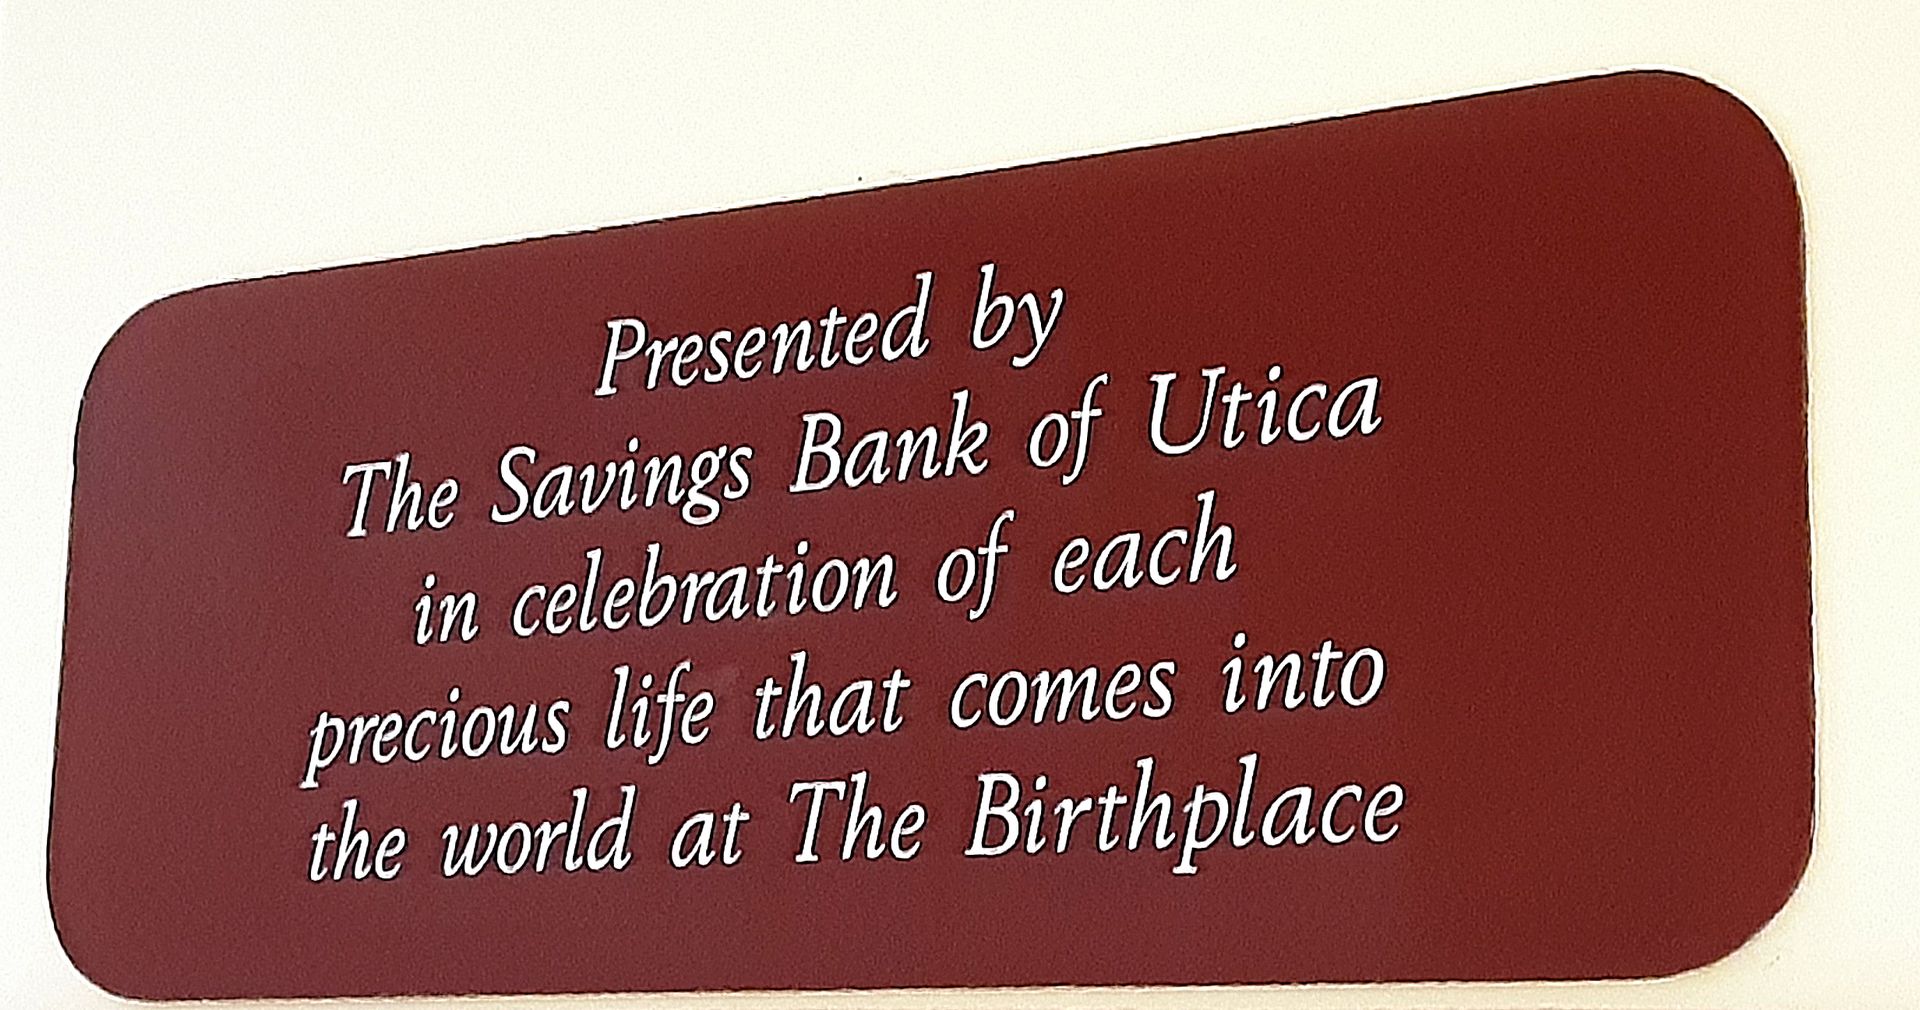 Presented by
The Savings Bank of Utica
in celebration of each
precious life that comes into
the world at The Birthplace